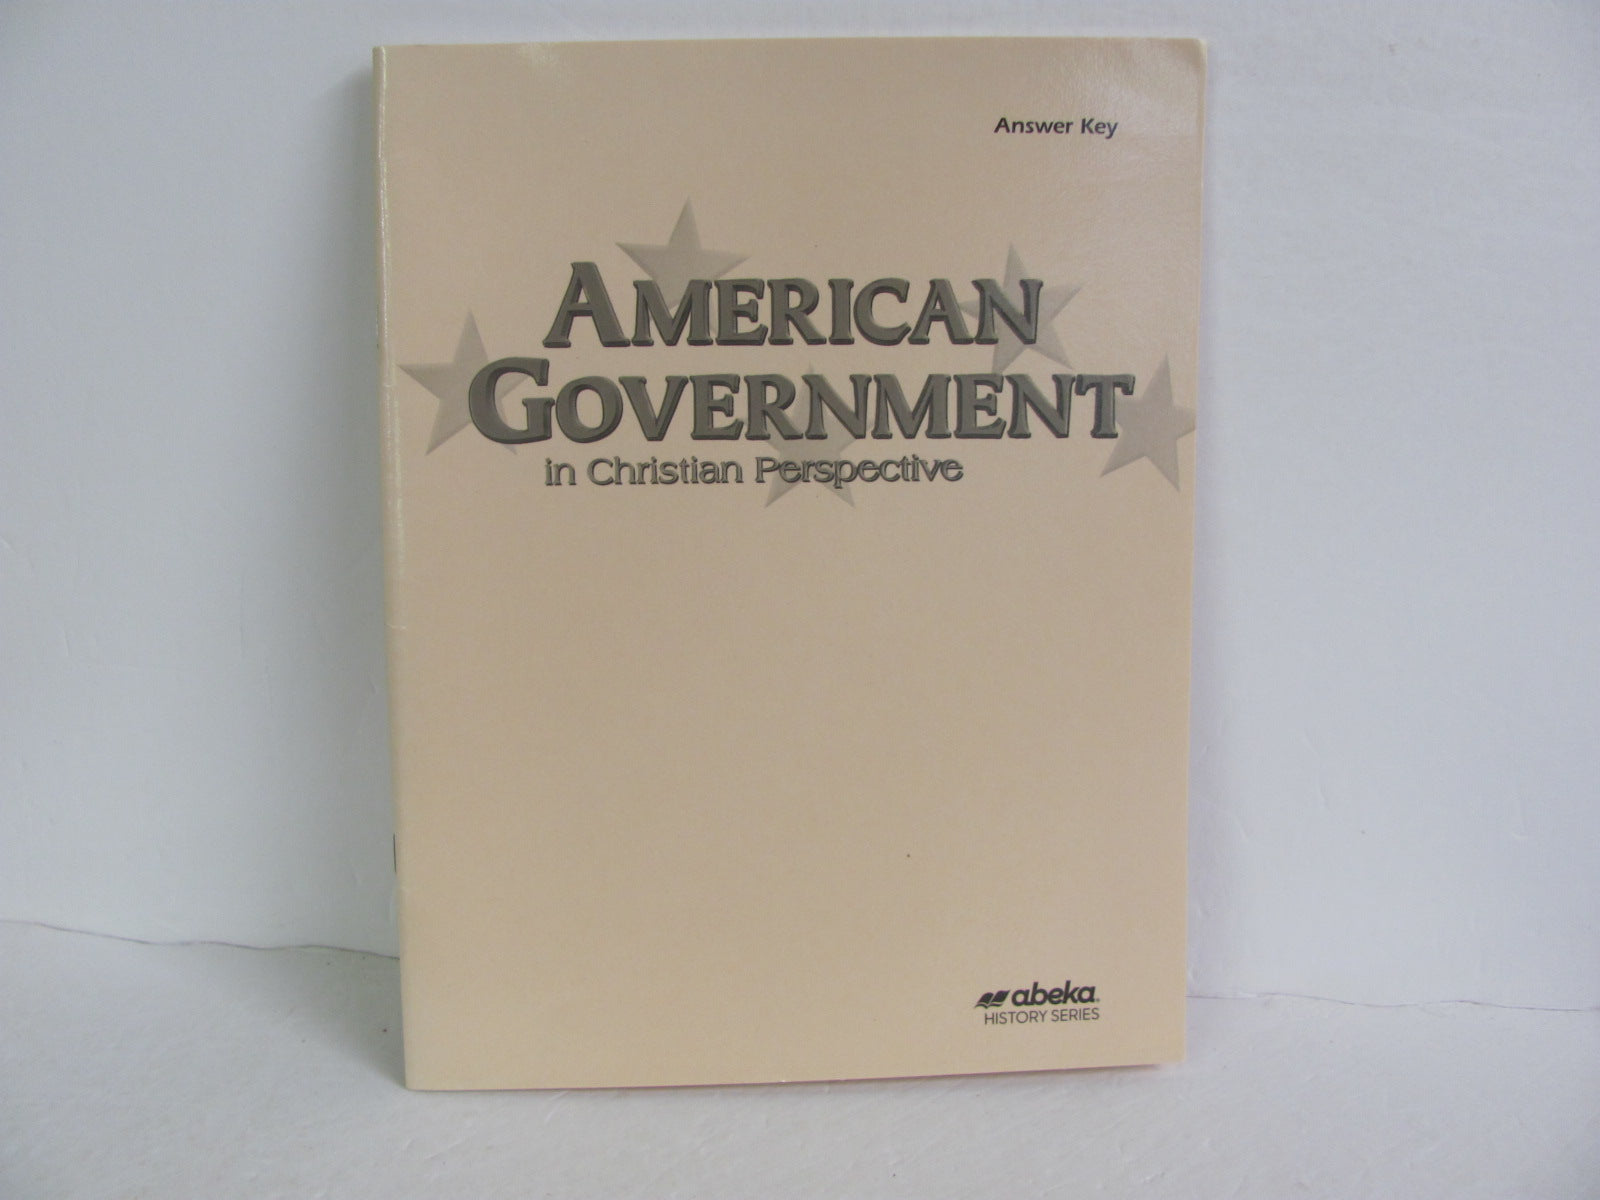 Answer Key
AMERICAN
GOVERNMENT
in Christian Perspective
abeka®
HISTORY SERIES